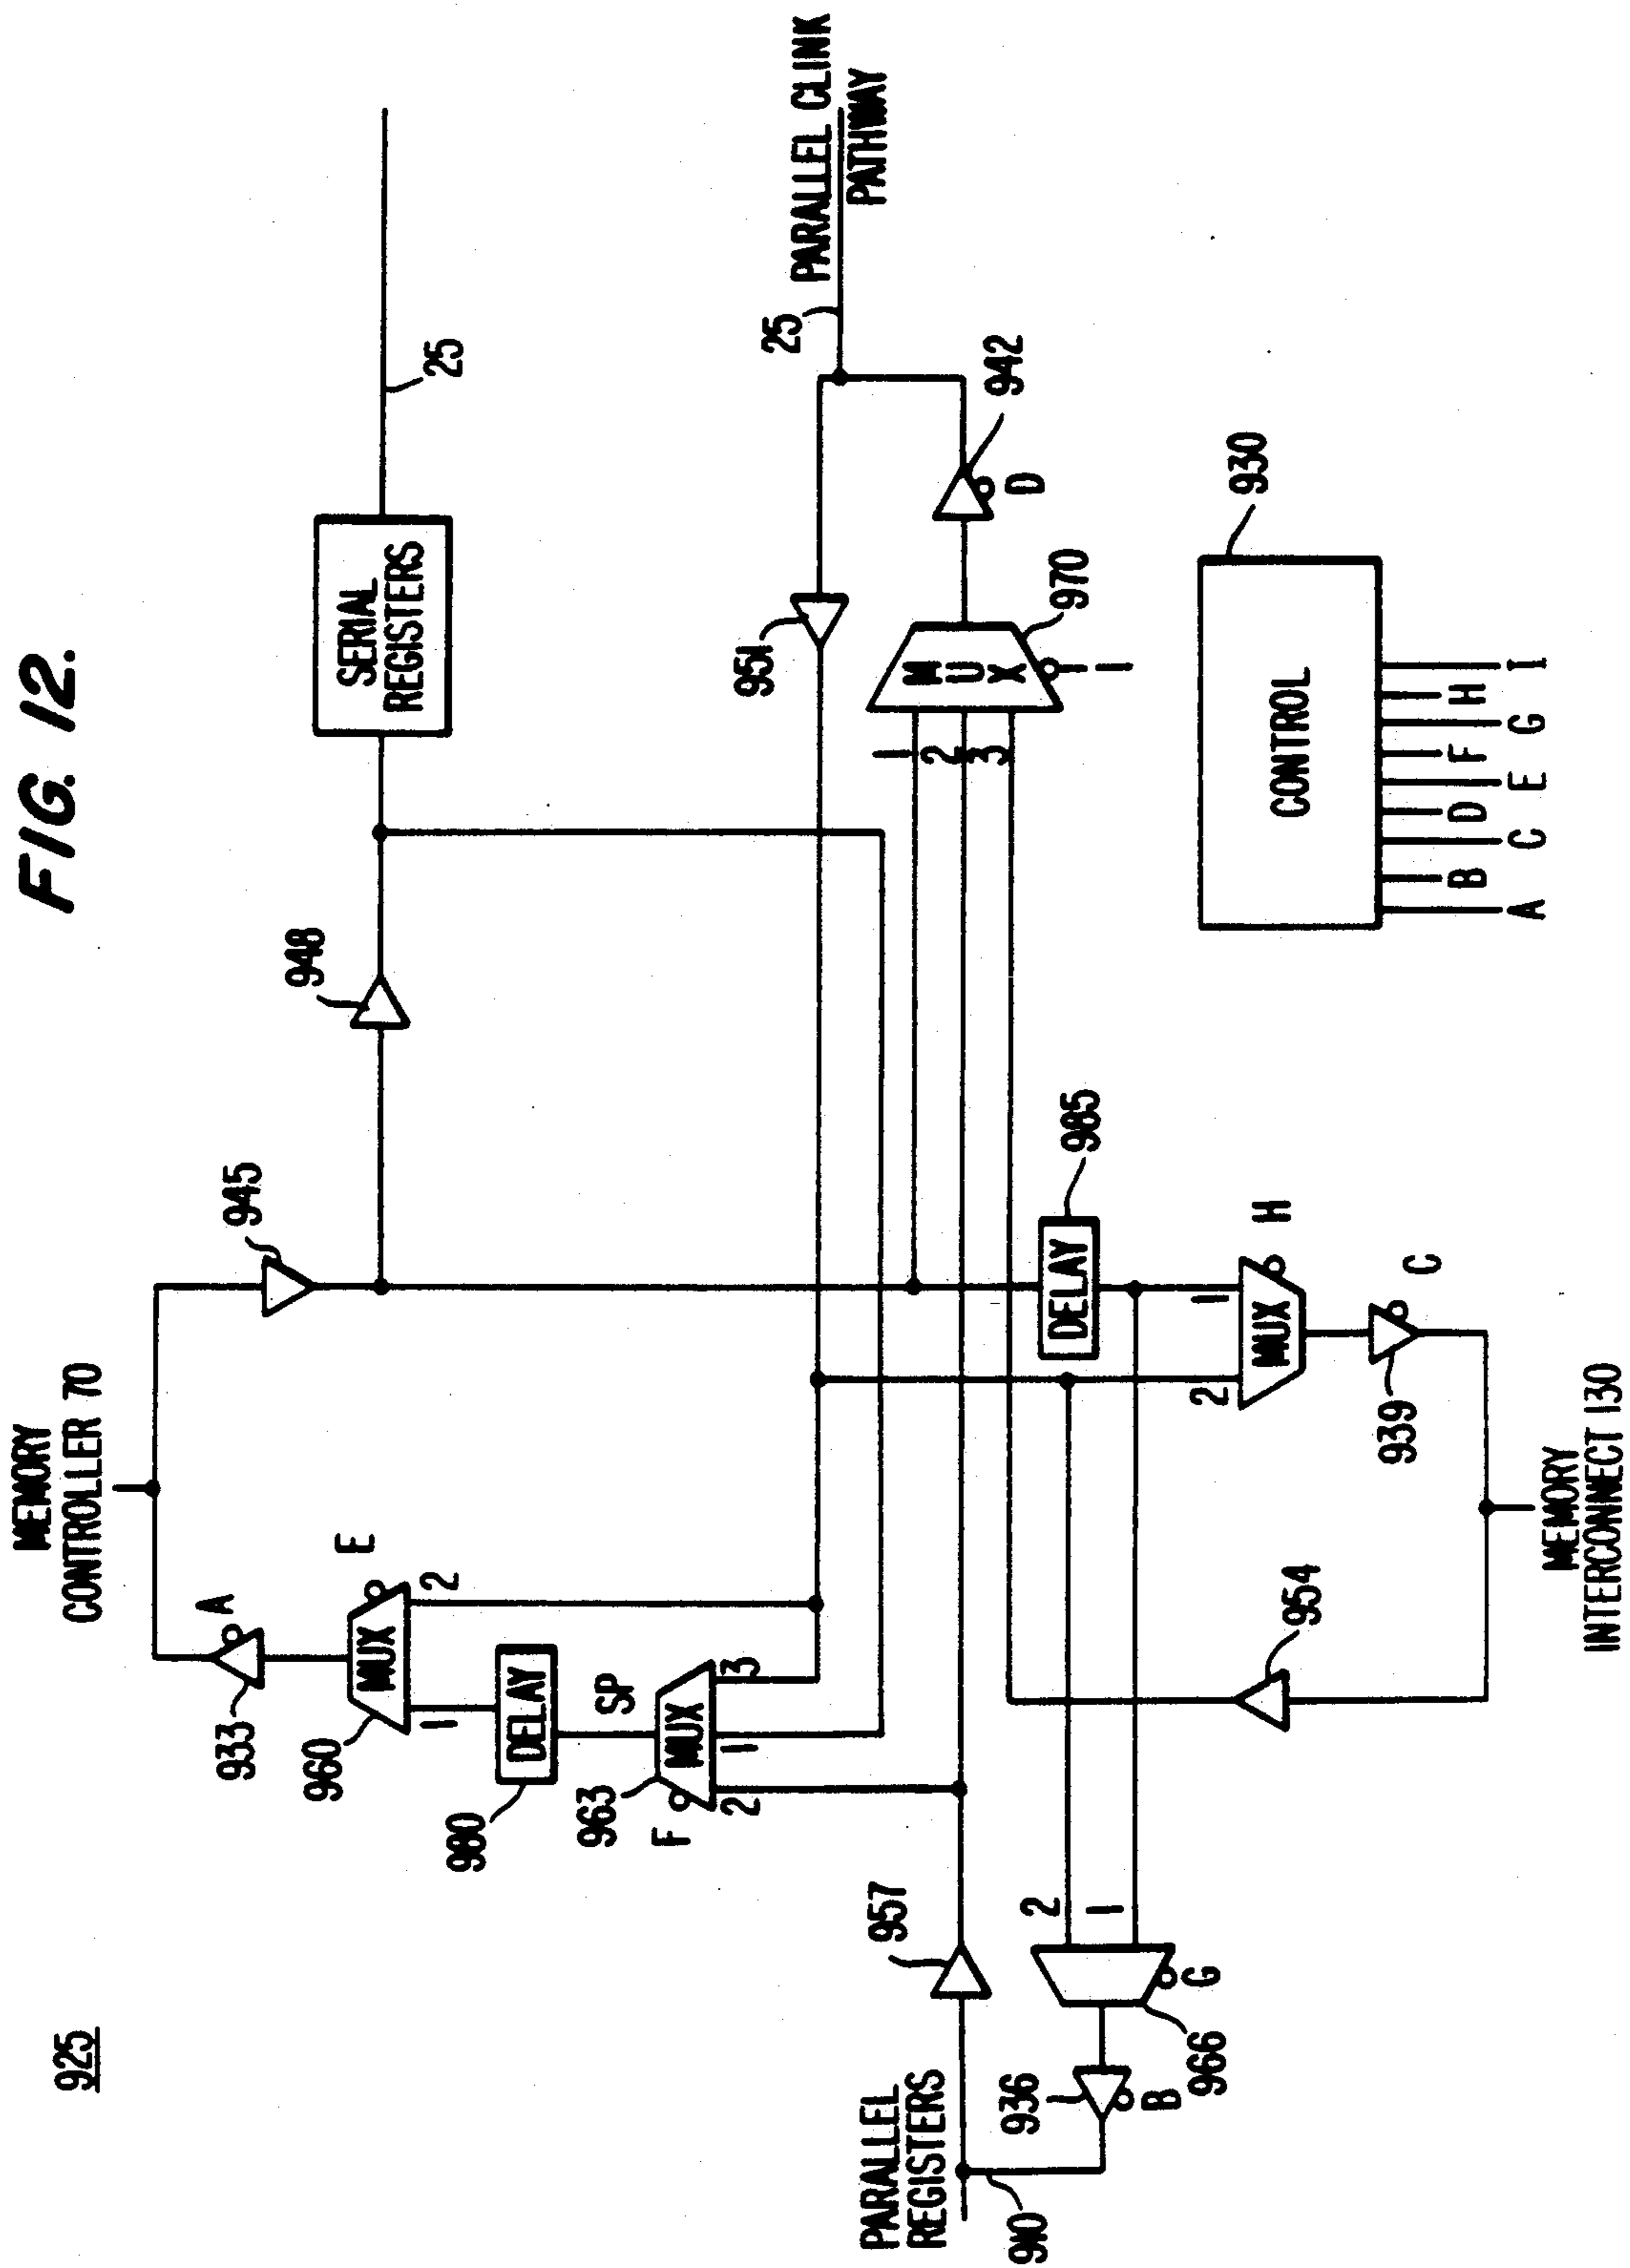 FIG. 12.
925
MEMORY
CONTROLLER 70
933
A
E
960
MUX
1
2
945
948
SERIAL
REGISTERS
25
980
DELAY
SP
963
MUX
F
2
1
3
951
25
PARALLEL CLINK
PATHWAY
PARALLEL
REGISTERS
910
957
1
2
3
MUX
970
I
942
D
936
B
966
G
2
1
985
DELAY
2
1
MUX
H
939
C
954
MEMORY
INTERCONNECT 130
930
CONTROL
A
B
C
D
E
F
G
H
I